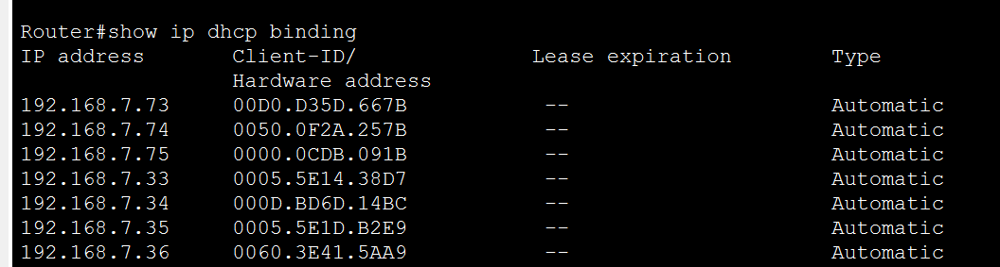 Router#show ip dhcp binding
IP address       Client-ID/              Lease expiration        Type
                 Hardware address
192.168.7.73     00D0.D35D.667B           --                     Automatic
192.168.7.74     0050.0F2A.257B           --                     Automatic
192.168.7.75     0000.0CDB.091B           --                     Automatic
192.168.7.33     0005.5E14.38D7           --                     Automatic
192.168.7.34     000D.BD6D.14BC           --                     Automatic
192.168.7.35     0005.5E1D.B2E9           --                     Automatic
192.168.7.36     0060.3E41.5AA9           --                     Automatic